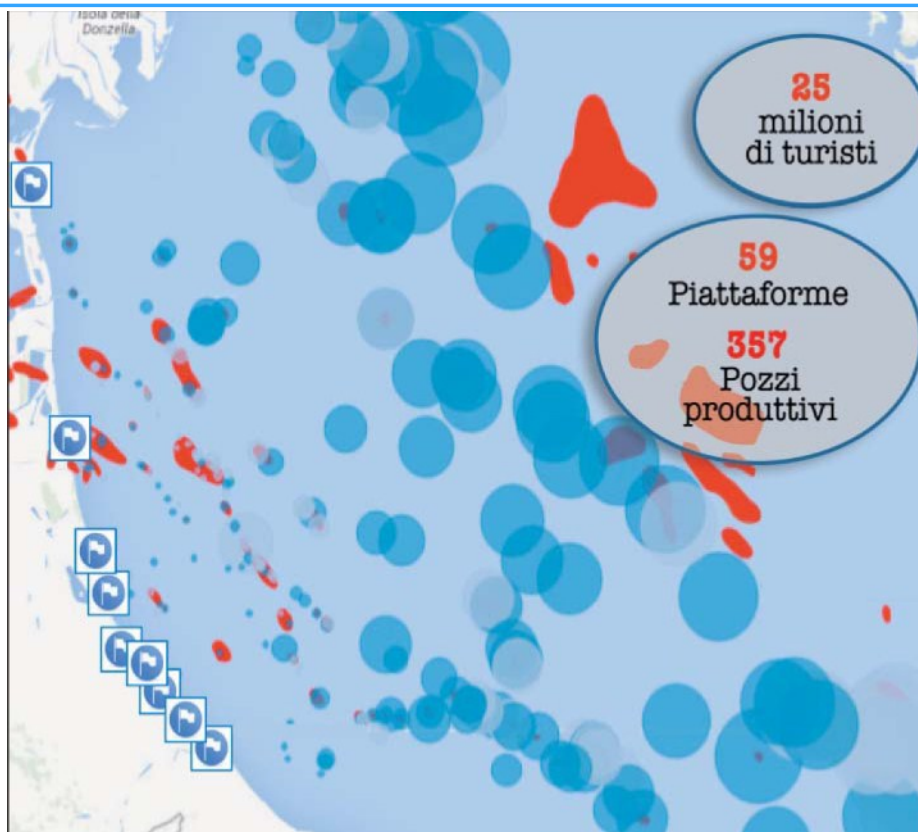 Isola della
Donzella
25
milioni
di turisti
59
Piattaforme
357
Pozzi
produttivi